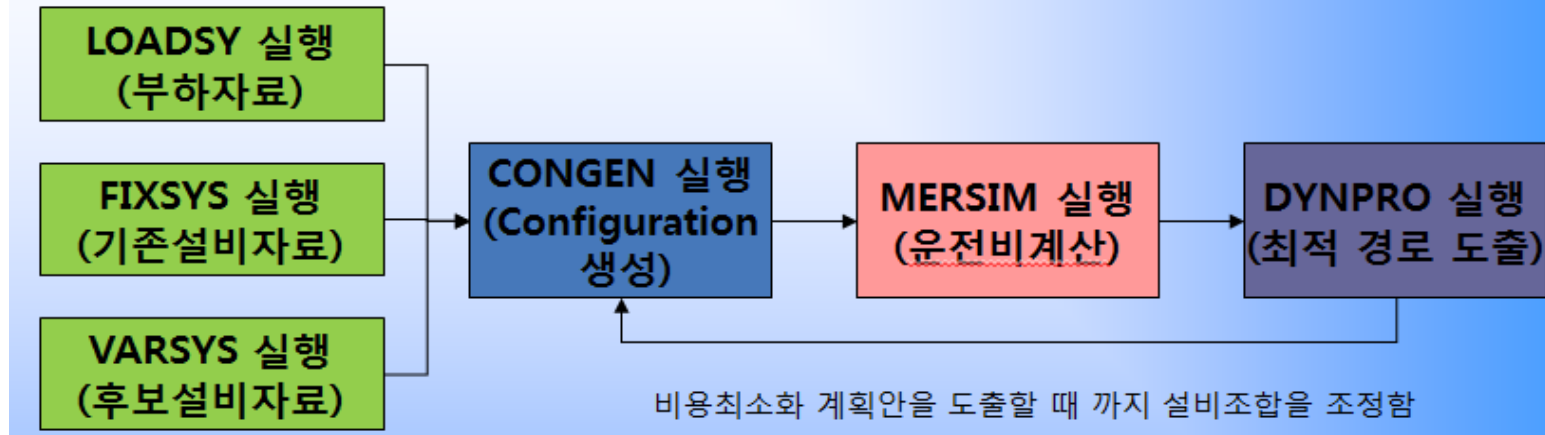 LOADSY 실행
(부하자료)
FIXSYS 실행
(기존설비자료)
VARSYS 실행
(후보설비자료)
CONGEN 실행
(Configuration
생성)
MERSIM 실행
(운전비계산)
DYNPRO 실행
(최적 경로 도출)
비용최소화 계획안을 도출할 때 까지 설비조합을 조정함